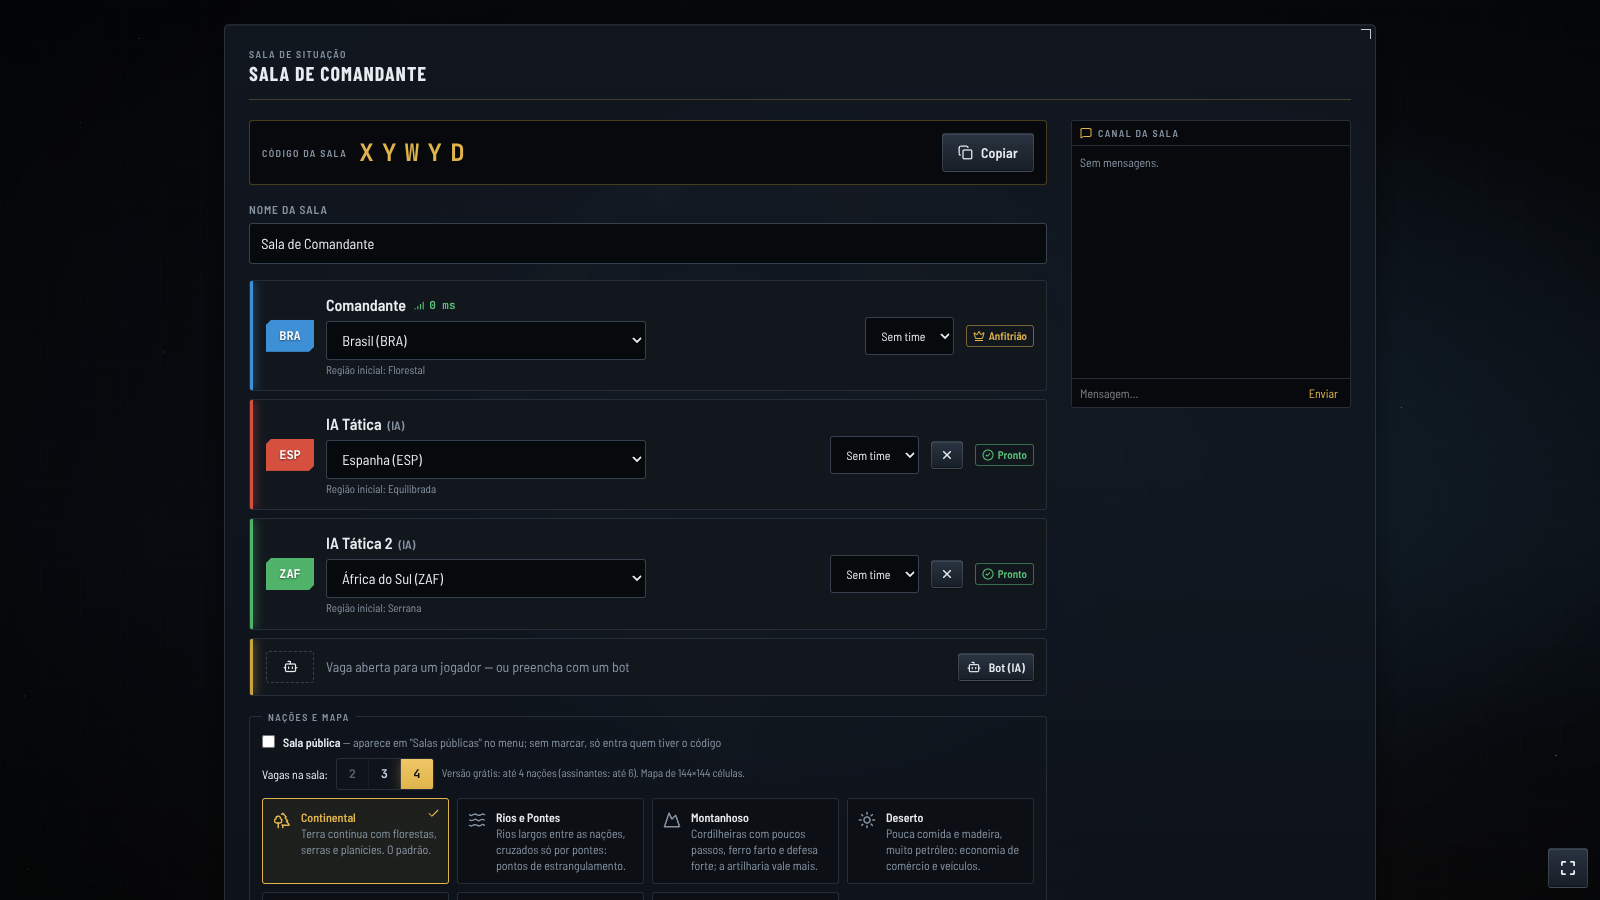 SALA DE SITUAÇÃO
SALA DE COMANDANTE
CÓDIGO DA SALA XYWYD
Copiar
NOME DA SALA
Sala de Comandante
Comandante 0 ms
BRA
Brasil (BRA)
Sem time
Anfitrião
Região inicial: Florestal
IA Tática (IA)
ESP
Espanha (ESP)
Sem time
Pronto
Região inicial: Equilibrada
IA Tática 2 (IA)
ZAF
África do Sul (ZAF)
Sem time
Pronto
Região inicial: Serrana
Vaga aberta para um jogador — ou preencha com um bot
Bot (IA)
NAÇÕES E MAPA
Sala pública — aparece em "Salas públicas" no menu; sem marcar, só entra quem tiver o código
Vagas na sala: 2 3 4 Versão grátis: até 4 nações (assinantes: até 6). Mapa de 144×144 células.
Continental
Terra contínua com florestas,
serras e planícies. O padrão.
Rios e Pontes
Rios largos entre as nações,
cruzados só por pontes:
pontos de estrangulamento.
Montanhoso
Cordilheiras com poucos
passos, ferro farto e defesa
forte; a artilharia vale mais.
Deserto
Pouca comida e madeira,
muito petróleo: economia de
comércio e veículos.
CANAL DA SALA
Sem mensagens.
Mensagem...
Enviar